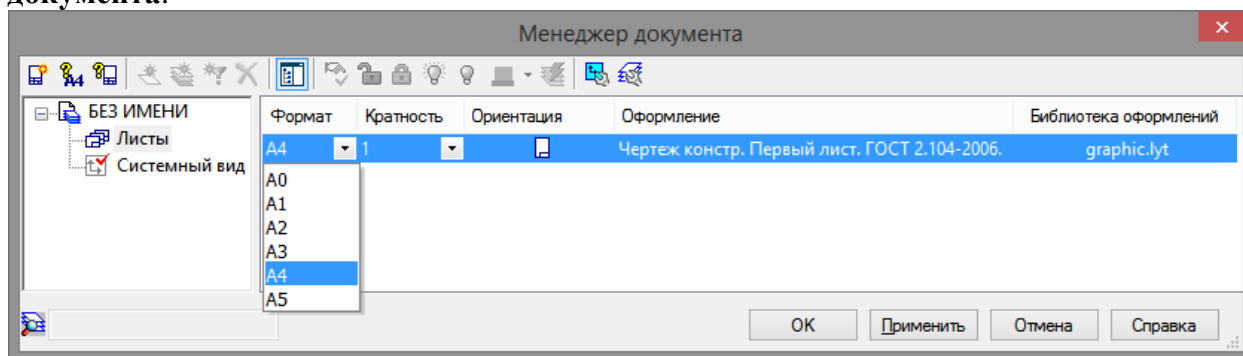 документа.
Менеджер документа
БЕЗ ИМЕНИ
Листы
Системный вид
Формат Кратность Ориентация Оформление Библиотека оформлений
A4 1 Чертеж констр. Первый лист. ГОСТ 2.104-2006. graphic.lyt
A0
A1
A2
A3
A4
A5
OK Применить Отмена Справка